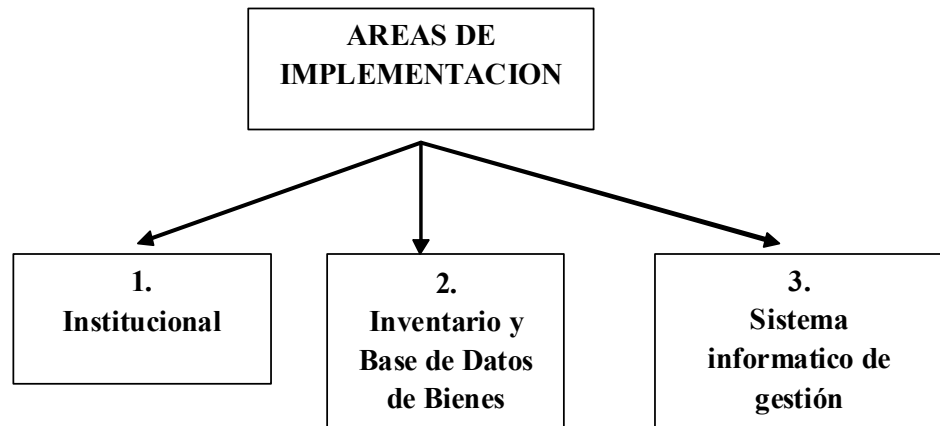 AREAS DE
IMPLEMENTACION
1.
Institucional
2.
Inventario y
Base de Datos
de Bienes
3.
Sistema
informatico de
gestión